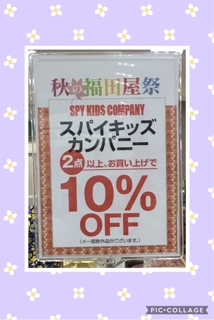 秋の福田屋祭
SPY KIDS COMPANY
スパイキッズ
カンパニー
2点以上、お買い上げで
10%
OFF
(※一部除外品がございます。)
PIC•COLLAGE